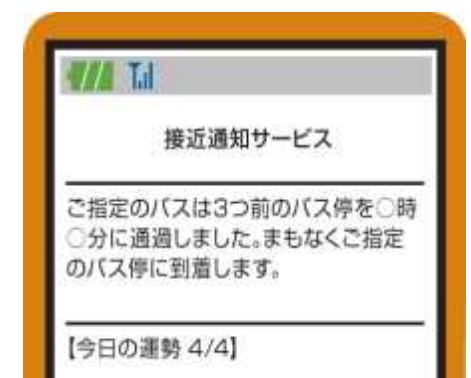 接近通知サービス
ご指定のバスは3つ前のバス停を○時
○分に通過しました。まもなくご指定
のバス停に到着します。
【今日の運勢 4/4】